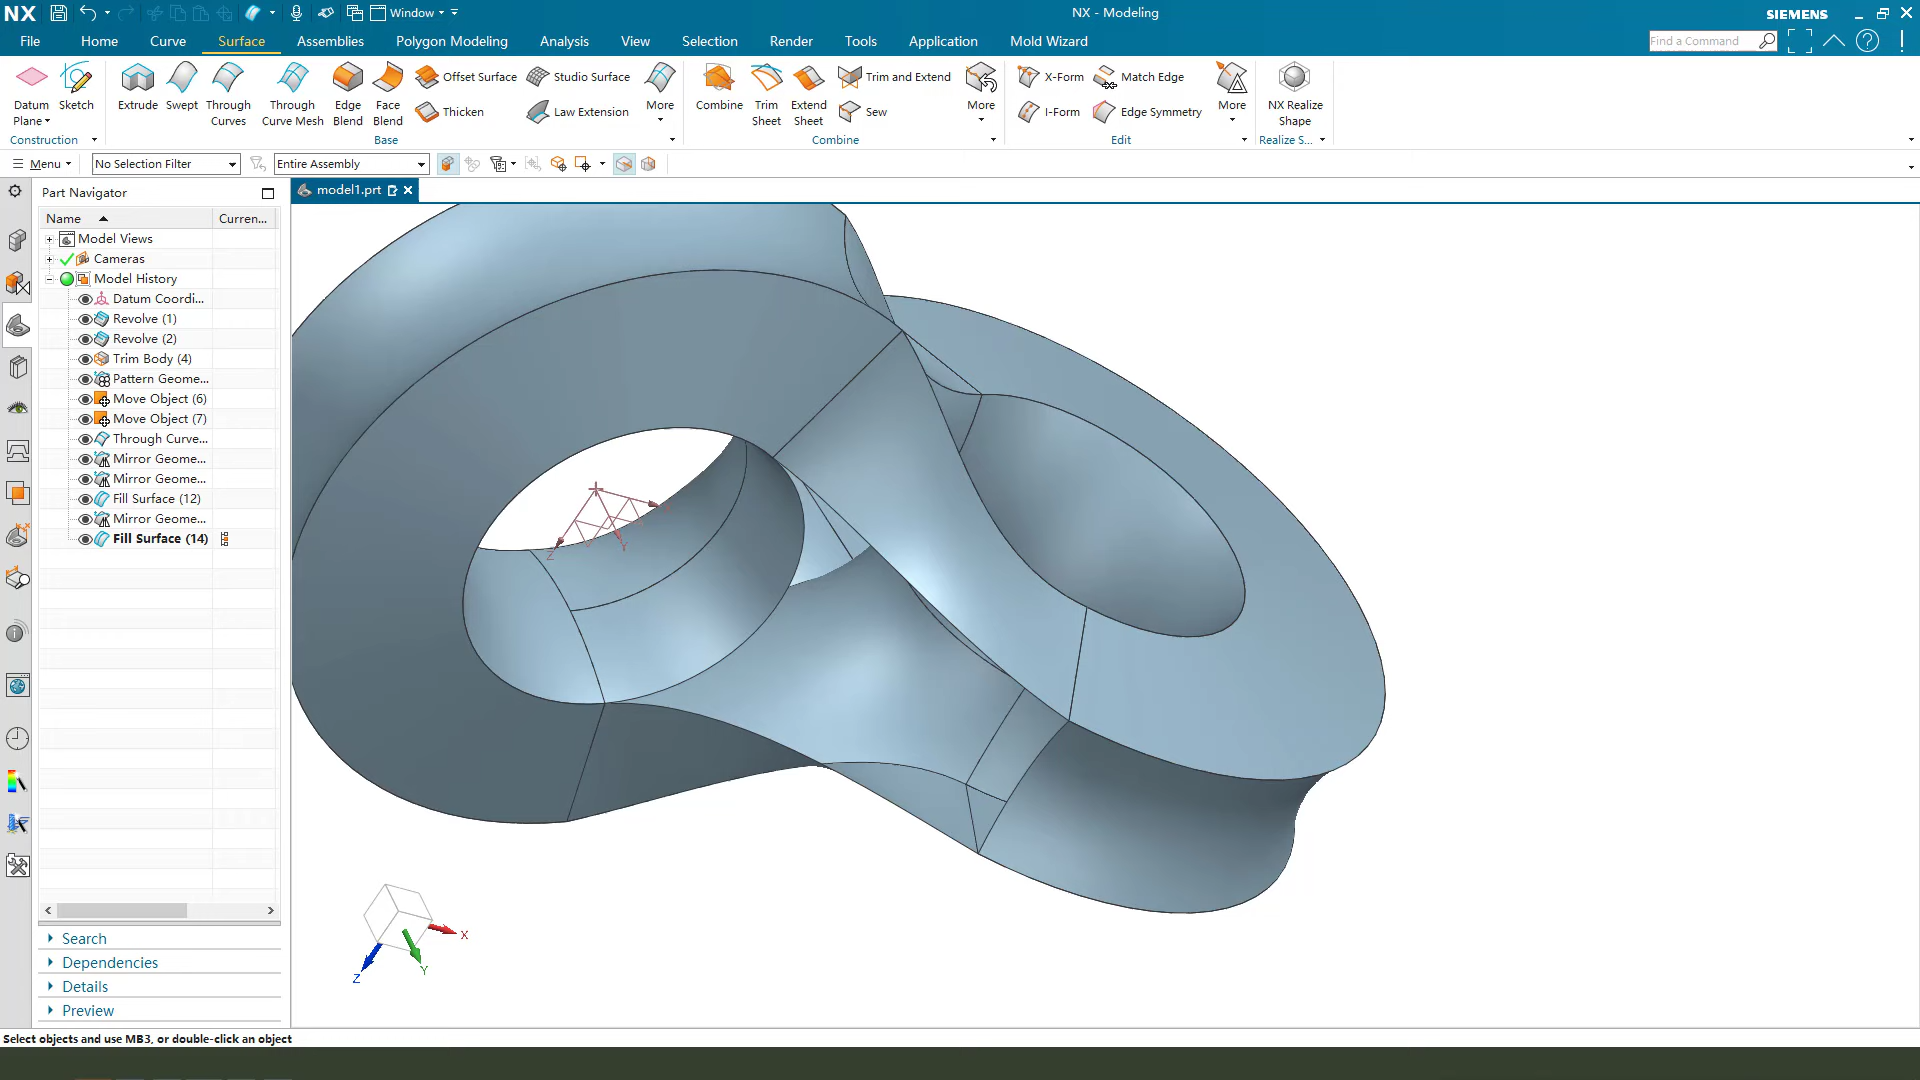 NX Window NX - Modeling SIEMENS
File Home Curve Surface Assemblies Polygon Modeling Analysis View Selection Render Tools Application Mold Wizard Find a Command
Datum Plane Sketch Extrude Swept Through Curves Through Curve Mesh Edge Blend Face Blend Offset Surface Thicken Studio Surface Law Extension More Combine Trim Sheet Extend Sheet Trim and Extend Sew More X-Form I-Form Match Edge Edge Symmetry More NX Realize Shape
Construction Base Combine Edit Realize S...
Menu No Selection Filter Entire Assembly
Part Navigator model1.prt
Name Curren...
Model Views
Cameras
Model History
Datum Coordi...
Revolve (1)
Revolve (2)
Trim Body (4)
Pattern Geome...
Move Object (6)
Move Object (7)
Through Curve...
Mirror Geome...
Mirror Geome...
Fill Surface (12)
Mirror Geome...
Fill Surface (14)
Z Y
X
Y
Z
Search
Dependencies
Details
Preview
Select objects and use MB3, or double-click an object